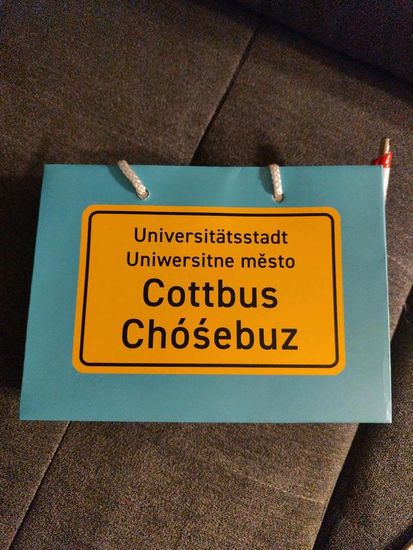 Universitätsstadt
Uniwersitne město
Cottbus
Chóśebuz